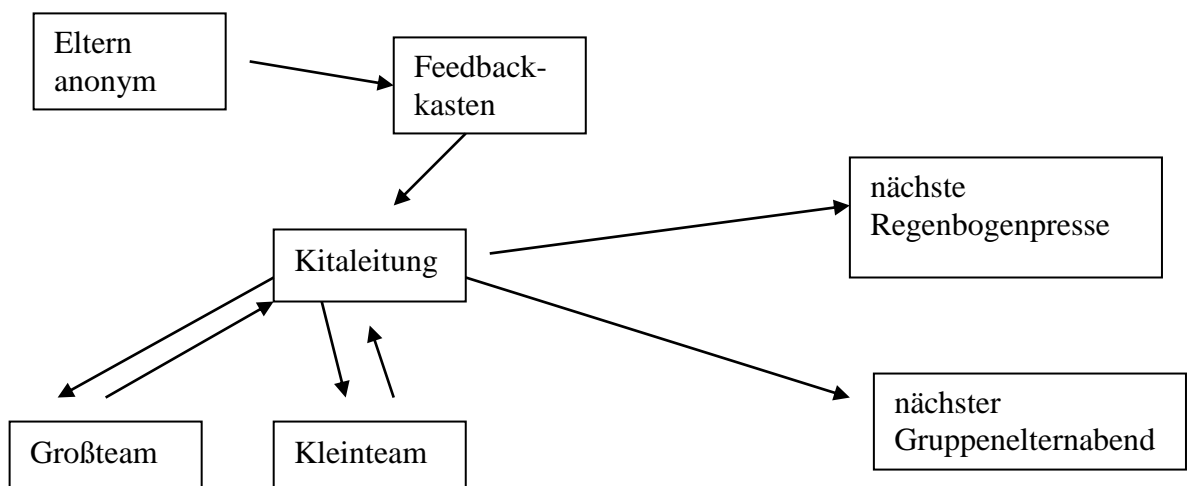 Eltern
anonym
Feedback-
kasten
nächste
Regenbogenpresse
Kitaleitung
Großteam
Kleinteam
nächster
Gruppenelternabend